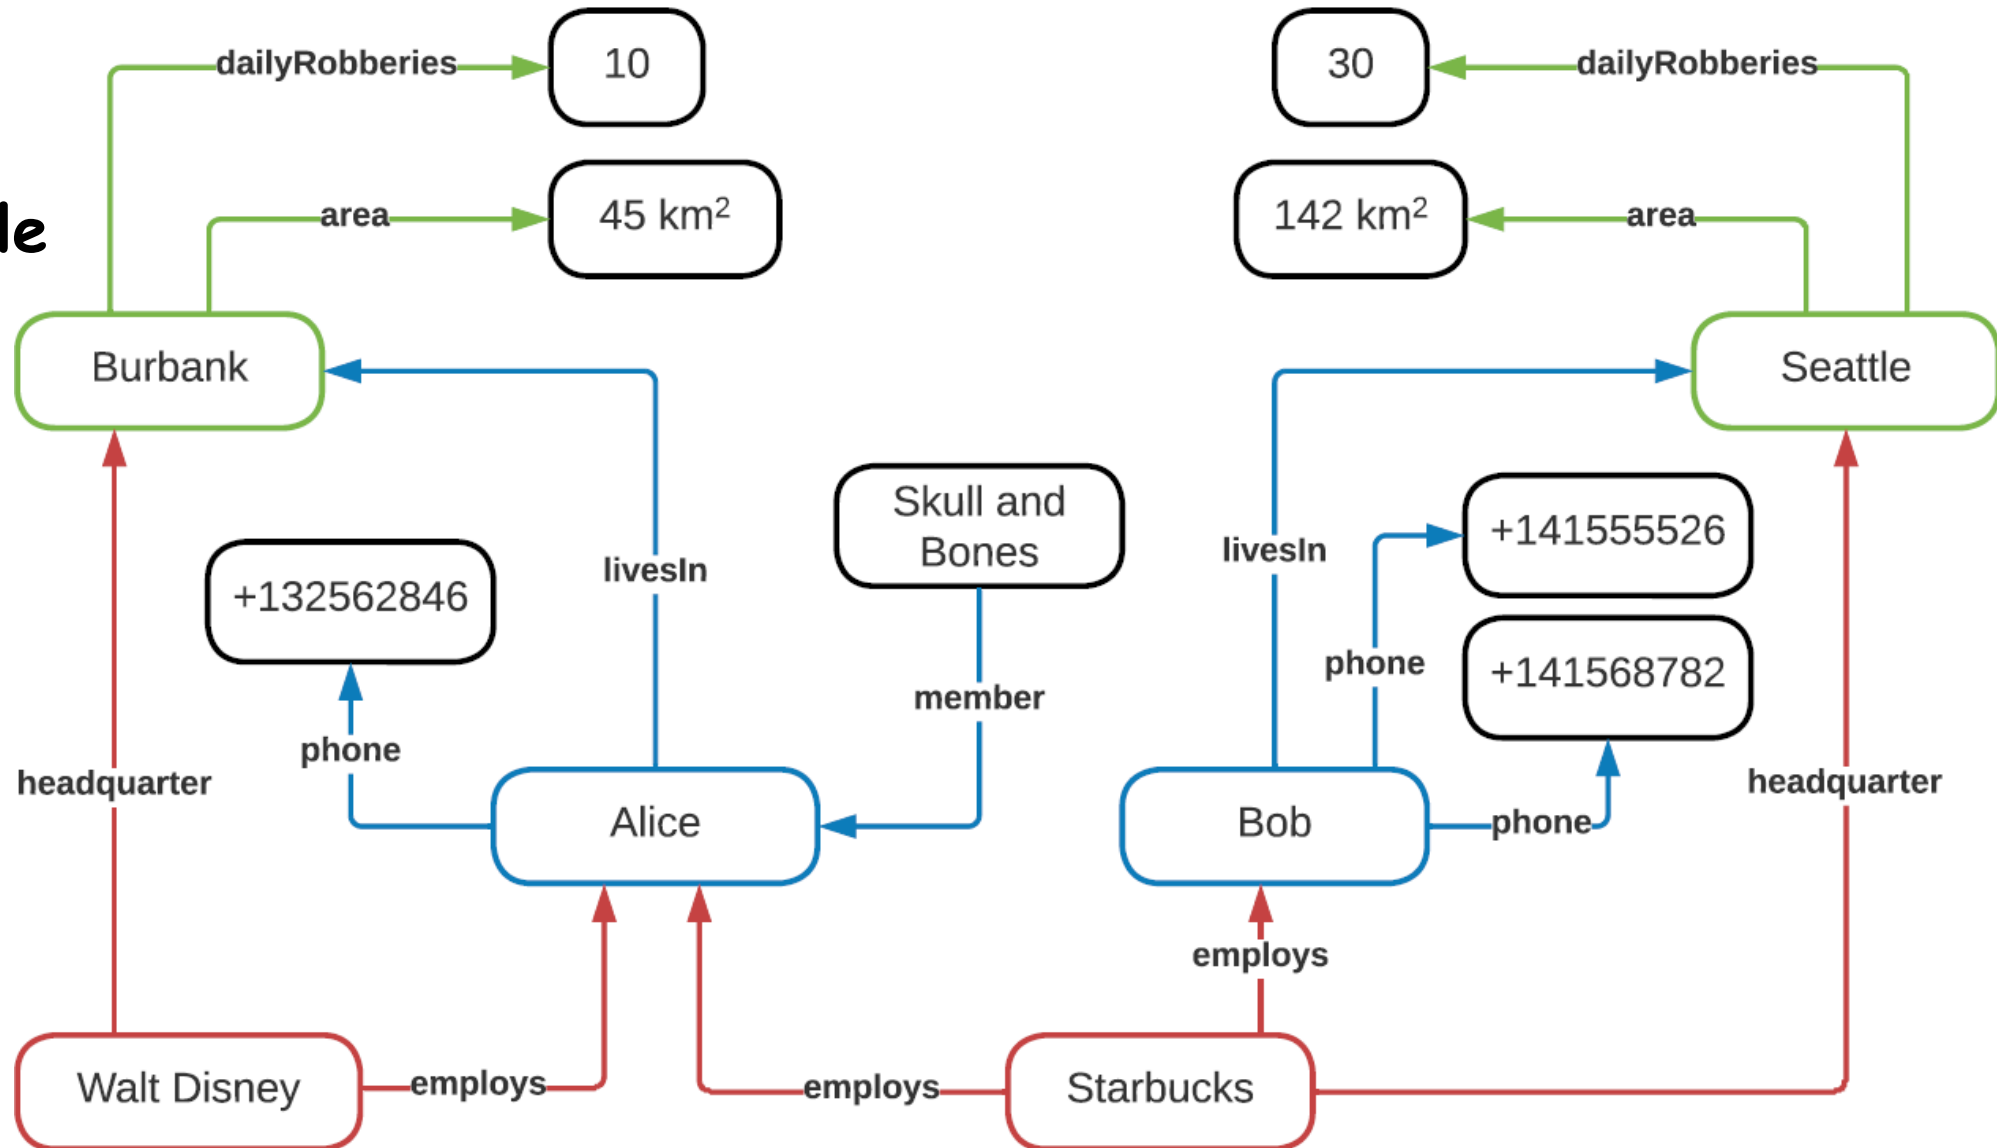 dailyRobberies
10
30
dailyRobberies
area
45 km²
142 km²
area
Burbank
Seattle
Skull and
Bones
+141555526
livesIn
livesIn
+132562846
phone
+141568782
member
phone
headquarter
headquarter
Alice
Bob
phone
employs
Walt Disney
employs
employs
Starbucks